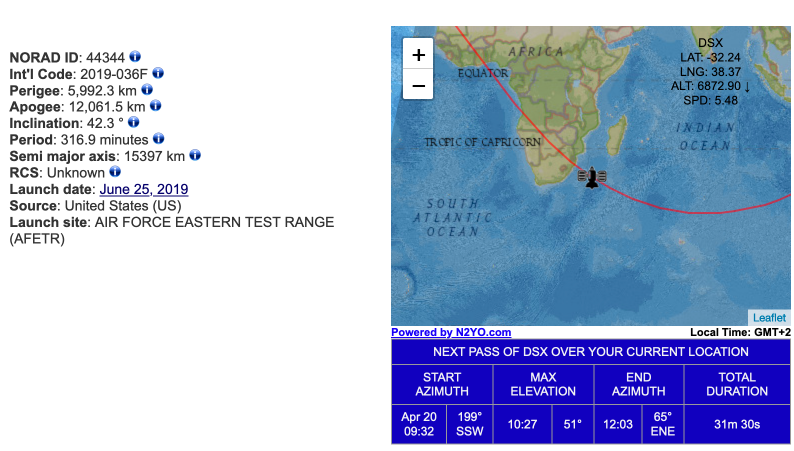 NORAD ID: 44344
Int'l Code: 2019-036F
Perigee: 5,992.3 km
Apogee: 12,061.5 km
Inclination: 42.3 °
Period: 316.9 minutes
Semi major axis: 15397 km
RCS: Unknown
Launch date: June 25, 2019
Source: United States (US)
Launch site: AIR FORCE EASTERN TEST RANGE
(AFETR)
+
−
DSX
LAT: -32.24
LNG: 38.37
ALT: 6872.90 ↓
SPD: 5.48
AFRICA
EQUATOR
TROPIC OF CAPRICORN
INDIAN
OCEAN
SOUTH
ATLANTIC
OCEAN
Leaflet
Powered by N2YO.com
Local Time: GMT+2
NEXT PASS OF DSX OVER YOUR CURRENT LOCATION
START AZIMUTH
MAX ELEVATION
END AZIMUTH
TOTAL DURATION
Apr 20 09:32
199° SSW
10:27
51°
12:03
65° ENE
31m 30s